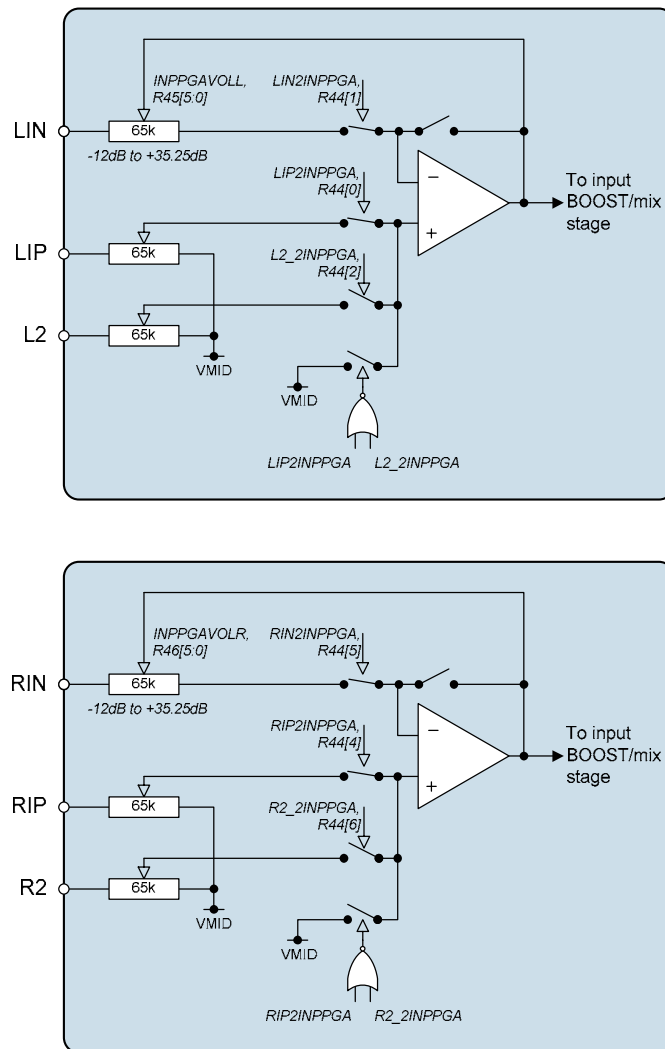 INPPGAVOLL,
R45[5:0]
LIN2INPPGA,
R44[1]
LIN
65k
-12dB to +35.25dB
LIP2INPPGA,
R44[0]
To input
BOOST/mix
stage
LIP
65k
L2_2INPPGA,
R44[2]
L2
65k
VMID
VMID
LIP2INPPGA L2_2INPPGA
INPPGAVOLR,
R46[5:0]
RIN2INPPGA,
R44[5]
RIN
65k
-12dB to +35.25dB
RIP2INPPGA,
R44[4]
To input
BOOST/mix
stage
RIP
65k
R2_2INPPGA,
R44[6]
R2
65k
VMID
VMID
RIP2INPPGA R2_2INPPGA